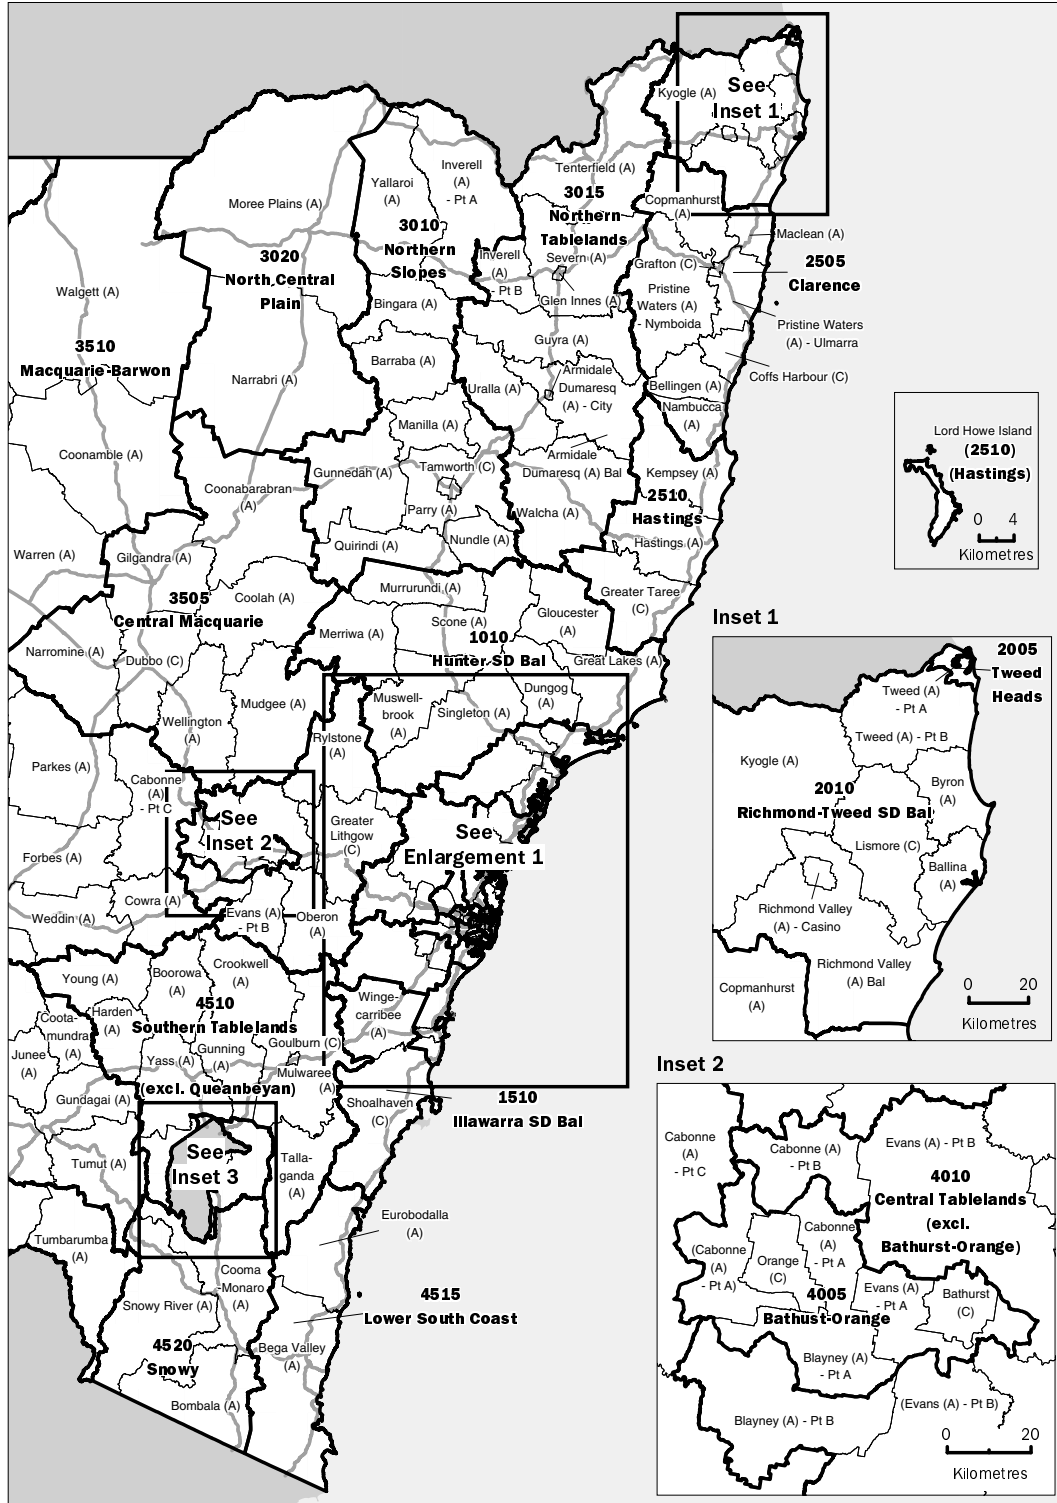 Kyogle (A)
See
Inset 1
Tenterfield (A)
Inverell
(A)
- Pt A
Yallaroi
(A)
Moree Plains (A)
3015
Northern
Tablelands
Copmanhurst
(A)
3010
Northern
Slopes
Maclean (A)
3020
North Central
Plain
Inverell
(A)
- Pt B
Severn (A)
Grafton (C)
2505
Clarence
Walgett (A)
Pristine
Waters (A)
- Nymboida
Glen Innes (A)
Bingara (A)
Pristine Waters
(A) - Ulmarra
Guyra (A)
3510
Macquarie-Barwon
Barraba (A)
Narrabri (A)
Uralla (A)
Armidale
Dumaresq
(A) - City
Coffs Harbour (C)
Bellingen (A)
Nambucca
(A)
Manilla (A)
Coonamble (A)
Lord Howe Island
(2510)
(Hastings)
0 4
Kilometres
Gunnedah (A)
Tamworth (C)
Armidale
Dumaresq (A) Bal
Kempsey (A)
Coonabarabran
(A)
2510
Hastings
Parry (A)
Walcha (A)
Quirindi (A)
Nundle (A)
Hastings (A)
Warren (A)
Gilgandra (A)
Murrurundi (A)
Greater Taree
(C)
3505
Central Macquarie
Coolah (A)
Scone (A)
Gloucester
(A)
Merriwa (A)
1010
Hunter SD Bal
Narromine (A)
Dubbo (C)
Great Lakes (A)
Muswell-
brook
(A)
Dungog
(A)
Mudgee (A)
Singleton (A)
Wellington
(A)
Rylstone
(A)
Parkes (A)
Cabonne
(A)
- Pt C
See
Inset 2
Greater
Lithgow
(C)
See
Enlargement 1
Forbes (A)
Cowra (A)
Weddin (A)
Evans (A)
- Pt B
Oberon
(A)
Young (A)
Boorowa
(A)
Crookwell
(A)
4510
Southern Tablelands
Harden
(A)
Winge-
carribee
(A)
Coota-
mundra
(A)
Junee
(A)
Yass (A)
Gunning
(A)
Goulburn (C)
Mulwaree
(A)
(excl. Queanbeyan)
Gundagai (A)
Shoalhaven
(C)
1510
Illawarra SD Bal
See
Inset 3
Tumut (A)
Talla-
ganda
(A)
Eurobodalla
(A)
Tumbarumba
(A)
Cooma
-Monaro
(A)
Snowy River (A)
4515
Lower South Coast
4520
Snowy
Bega Valley
(A)
Bombala (A)
Inset 1
2005
Tweed
Heads
Tweed (A)
- Pt A
Tweed (A) - Pt B
Kyogle (A)
Byron
(A)
2010
Richmond-Tweed SD Bal
Lismore (C)
Ballina
(A)
Richmond Valley
(A) - Casino
Richmond Valley
(A) Bal
Copmanhurst
(A)
0 20
Kilometres
Inset 2
Cabonne
(A)
- Pt C
Cabonne (A)
- Pt B
Evans (A) - Pt B
4010
Central Tablelands
(excl.
Bathurst-Orange)
(Cabonne
(A)
- Pt A)
Orange
(C)
Cabonne
(A)
- Pt A
Evans (A)
- Pt A
Bathurst
(C)
4005
Bathust-Orange
Blayney (A)
- Pt A
Blayney (A) - Pt B
(Evans (A) - Pt B)
0 20
Kilometres